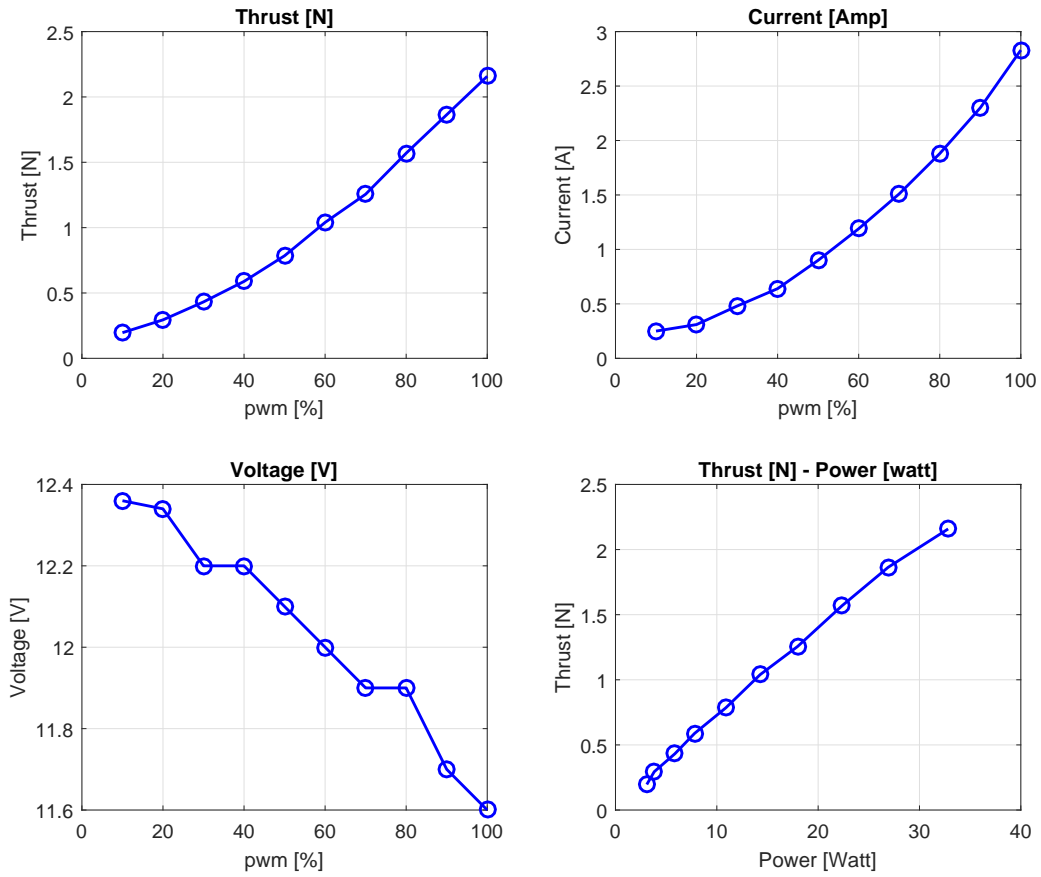 Thrust [N]
2.5
2
1.5
1
0.5
0
Thrust [N]
0 20 40 60 80 100
pwm [%]
Current [Amp]
3
2.5
2
1.5
1
0.5
0
Current [A]
0 20 40 60 80 100
pwm [%]
Voltage [V]
12.4
12.2
12
11.8
11.6
Voltage [V]
0 20 40 60 80 100
pwm [%]
Thrust [N] - Power [watt]
2.5
2
1.5
1
0.5
0
Thrust [N]
0 10 20 30 40
Power [Watt]